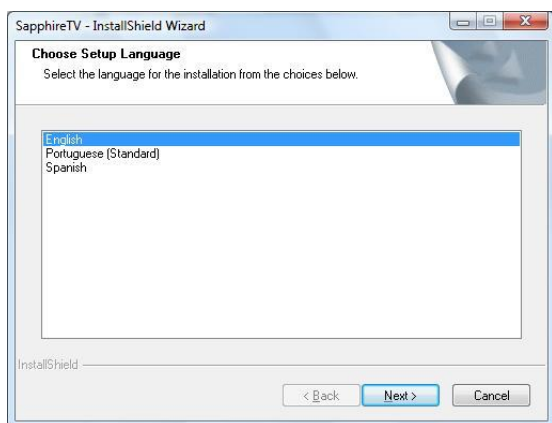 SapphireTV - InstallShield Wizard
Choose Setup Language
Select the language for the installation from the choices below.
English
Portuguese (Standard)
Spanish
InstallShield
< Back Next > Cancel